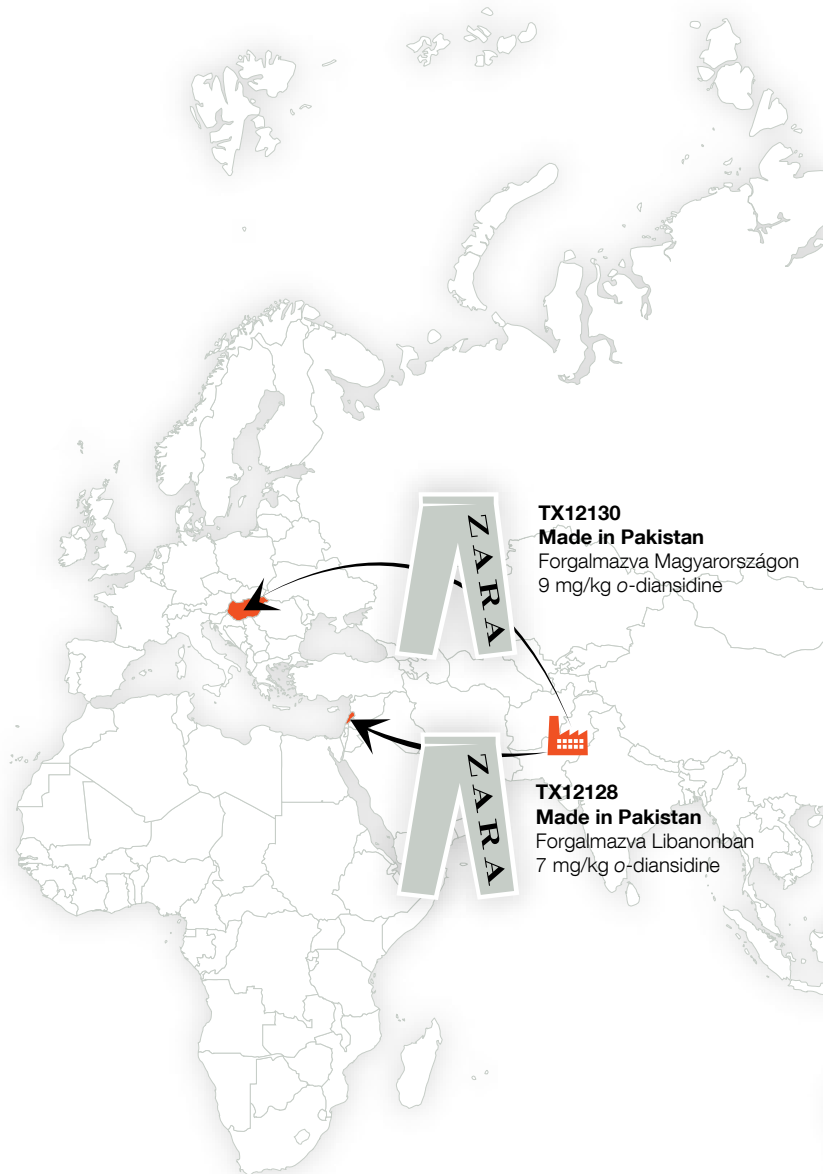 ZARA
TX12130
Made in Pakistan
Forgalmazva Magyarországon
9 mg/kg o-diansidine
ZARA
TX12128
Made in Pakistan
Forgalmazva Libanonban
7 mg/kg o-diansidine